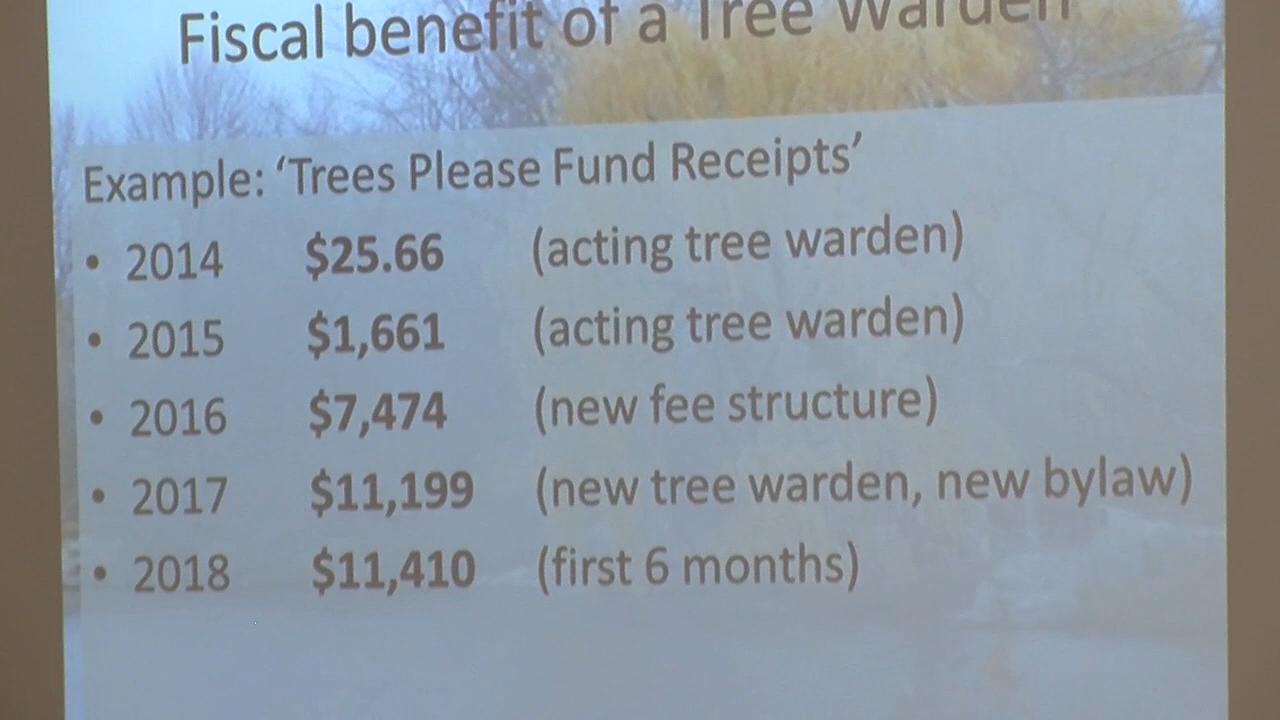 Fiscal benefit of a Tree Warden
Example: ‘Trees Please Fund Receipts’
• 2014 $25.66 (acting tree warden)
• 2015 $1,661 (acting tree warden)
• 2016 $7,474 (new fee structure)
• 2017 $11,199 (new tree warden, new bylaw)
• 2018 $11,410 (first 6 months)